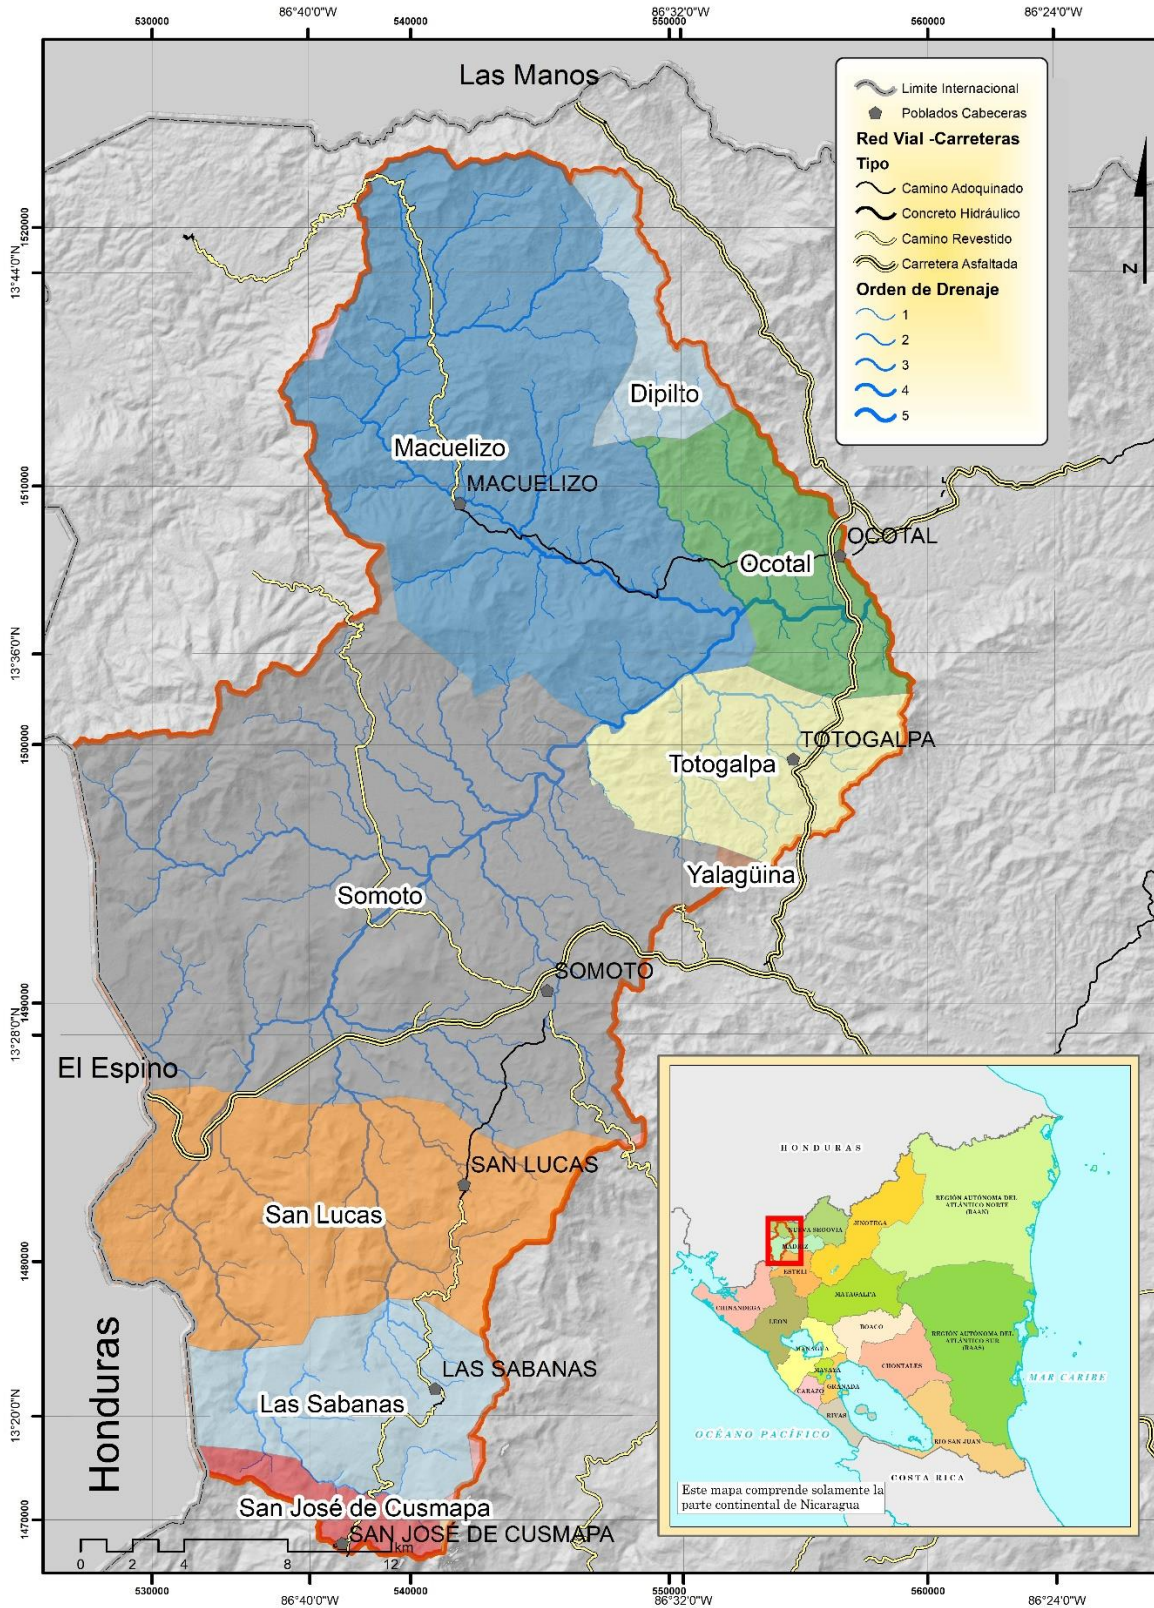 86°40'0"W
86°32'0"W
86°24'0"W
530000
540000
550000
560000
Las Manos
Limite Internacional
Poblados Cabeceras
Red Vial -Carreteras
Tipo
Camino Adoquinado
Concreto Hidráulico
Camino Revestido
Carretera Asfaltada
Orden de Drenaje
1
2
3
4
5
N
1520000
13°44'0"N
Dipilto
Macuelizo
MACUELIZO
1510000
OCOTAL
Ocotal
13°36'0"N
1500000
TOTOGALPA
Totogalpa
Yalagüina
Somoto
SOMOTO
1490000
13°28'0"N
El Espino
SAN LUCAS
San Lucas
1480000
Honduras
LAS SABANAS
Las Sabanas
13°20'0"N
San José de Cusmapa
SAN JOSÉ DE CUSMAPA
1470000
km
0
2
4
8
12
HONDURAS
REGIÓN AUTÓNOMA DEL
ATLÁNTICO NORTE
(RAAN)
JINOTEGA
NUEVA SEGOVIA
MADRIZ
ESTELÍ
CHINANDEGA
MATAGALPA
LEON
BOACO
REGIÓN AUTÓNOMA DEL
ATLÁNTICO SUR
(RAAS)
MANAGUA
CHONTALES
MASAYA
GRANADA
CARAZO
MAR CARIBE
RIVAS
OCÉANO PACÍFICO
RIO SAN JUAN
COSTA RICA
Este mapa comprende solamente la
parte continental de Nicaragua
530000
540000
550000
560000
86°40'0"W
86°32'0"W
86°24'0"W